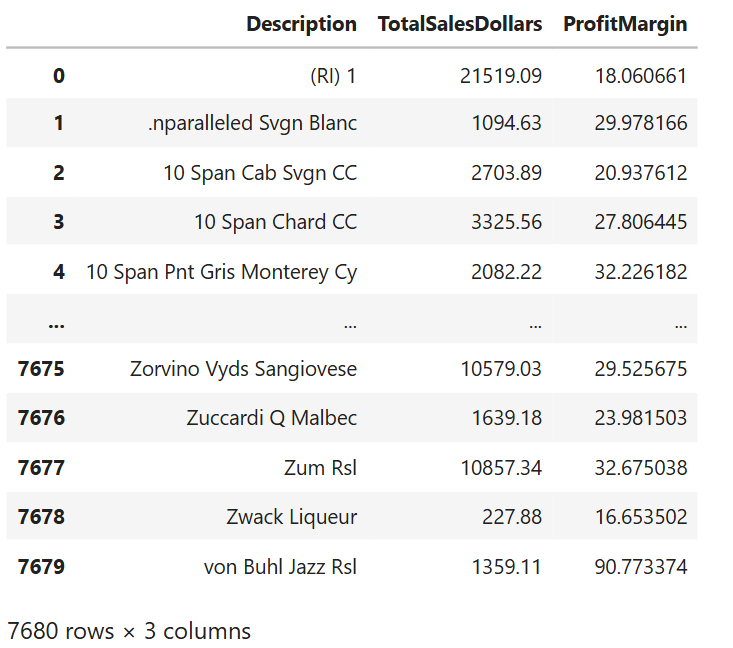 Description TotalSalesDollars ProfitMargin
0 (RI) 1 21519.09 18.060661
1 .nparalleled Svgn Blanc 1094.63 29.978166
2 10 Span Cab Svgn CC 2703.89 20.937612
3 10 Span Chard CC 3325.56 27.806445
4 10 Span Pnt Gris Monterey Cy 2082.22 32.226182
... ... ... ...
7675 Zorvino Vyds Sangiovese 10579.03 29.525675
7676 Zuccardi Q Malbec 1639.18 23.981503
7677 Zum Rsl 10857.34 32.675038
7678 Zwack Liqueur 227.88 16.653502
7679 von Buhl Jazz Rsl 1359.11 90.773374
7680 rows × 3 columns